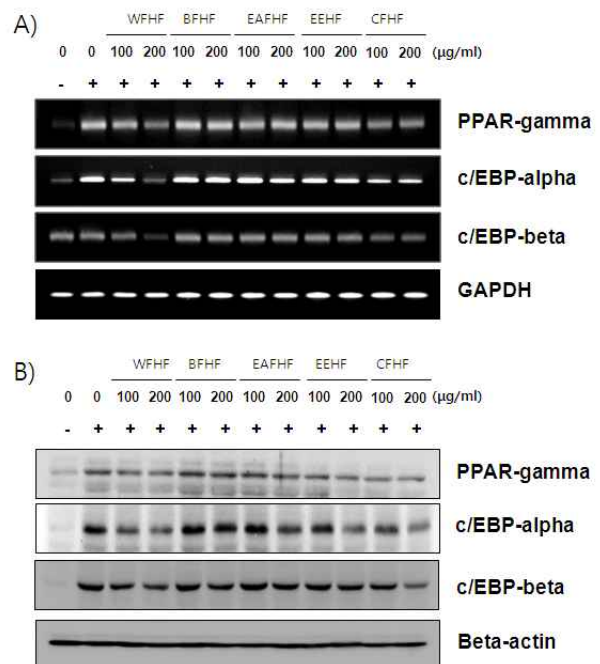 A)
WFHF BFHF EAFHF EEHF CFHF
0 0 100 200 100 200 100 200 100 200 100 200 (μg/ml)
- + + + + + + + + + + +
PPAR-gamma
c/EBP-alpha
c/EBP-beta
GAPDH
B)
WFHF BFHF EAFHF EEHF CFHF
0 0 100 200 100 200 100 200 100 200 100 200 (μg/ml)
- + + + + + + + + + + +
PPAR-gamma
c/EBP-alpha
c/EBP-beta
Beta-actin